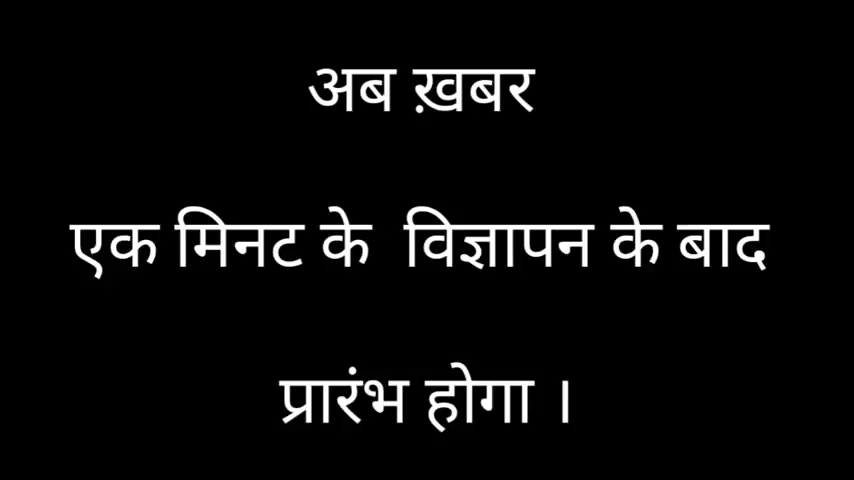 अब ख़बर
एक मिनट के विज्ञापन के बाद
प्रारंभ होगा ।